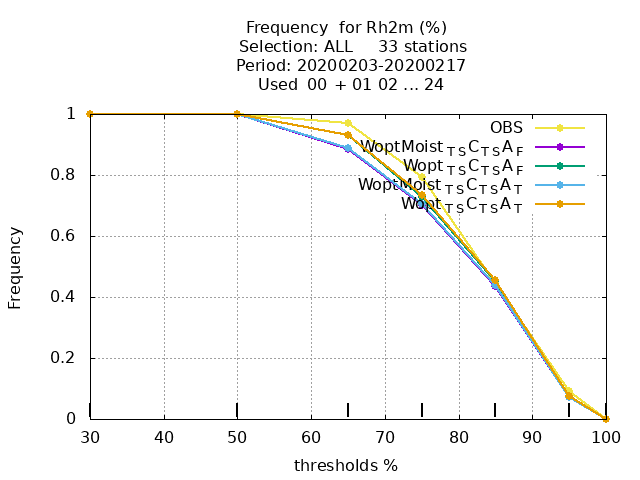 Frequency  for Rh2m (%)
Selection: ALL     33 stations
Period: 20200203-20200217
Used  00 + 01 02 ... 24
OBS
WoptMoist TS C TS A F
Wopt TS C TS A F
WoptMoist TS C TS A T
Wopt TS C TS A T
1
0.8
0.6
0.4
0.2
0
Frequency
30 40 50 60 70 80 90 100
thresholds %